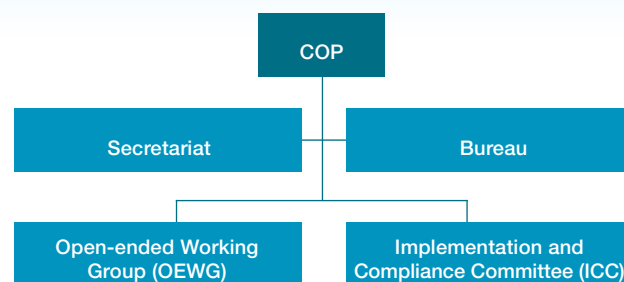 COP
Secretariat
Bureau
Open-ended Working
Group (OEWG)
Implementation and
Compliance Committee (ICC)